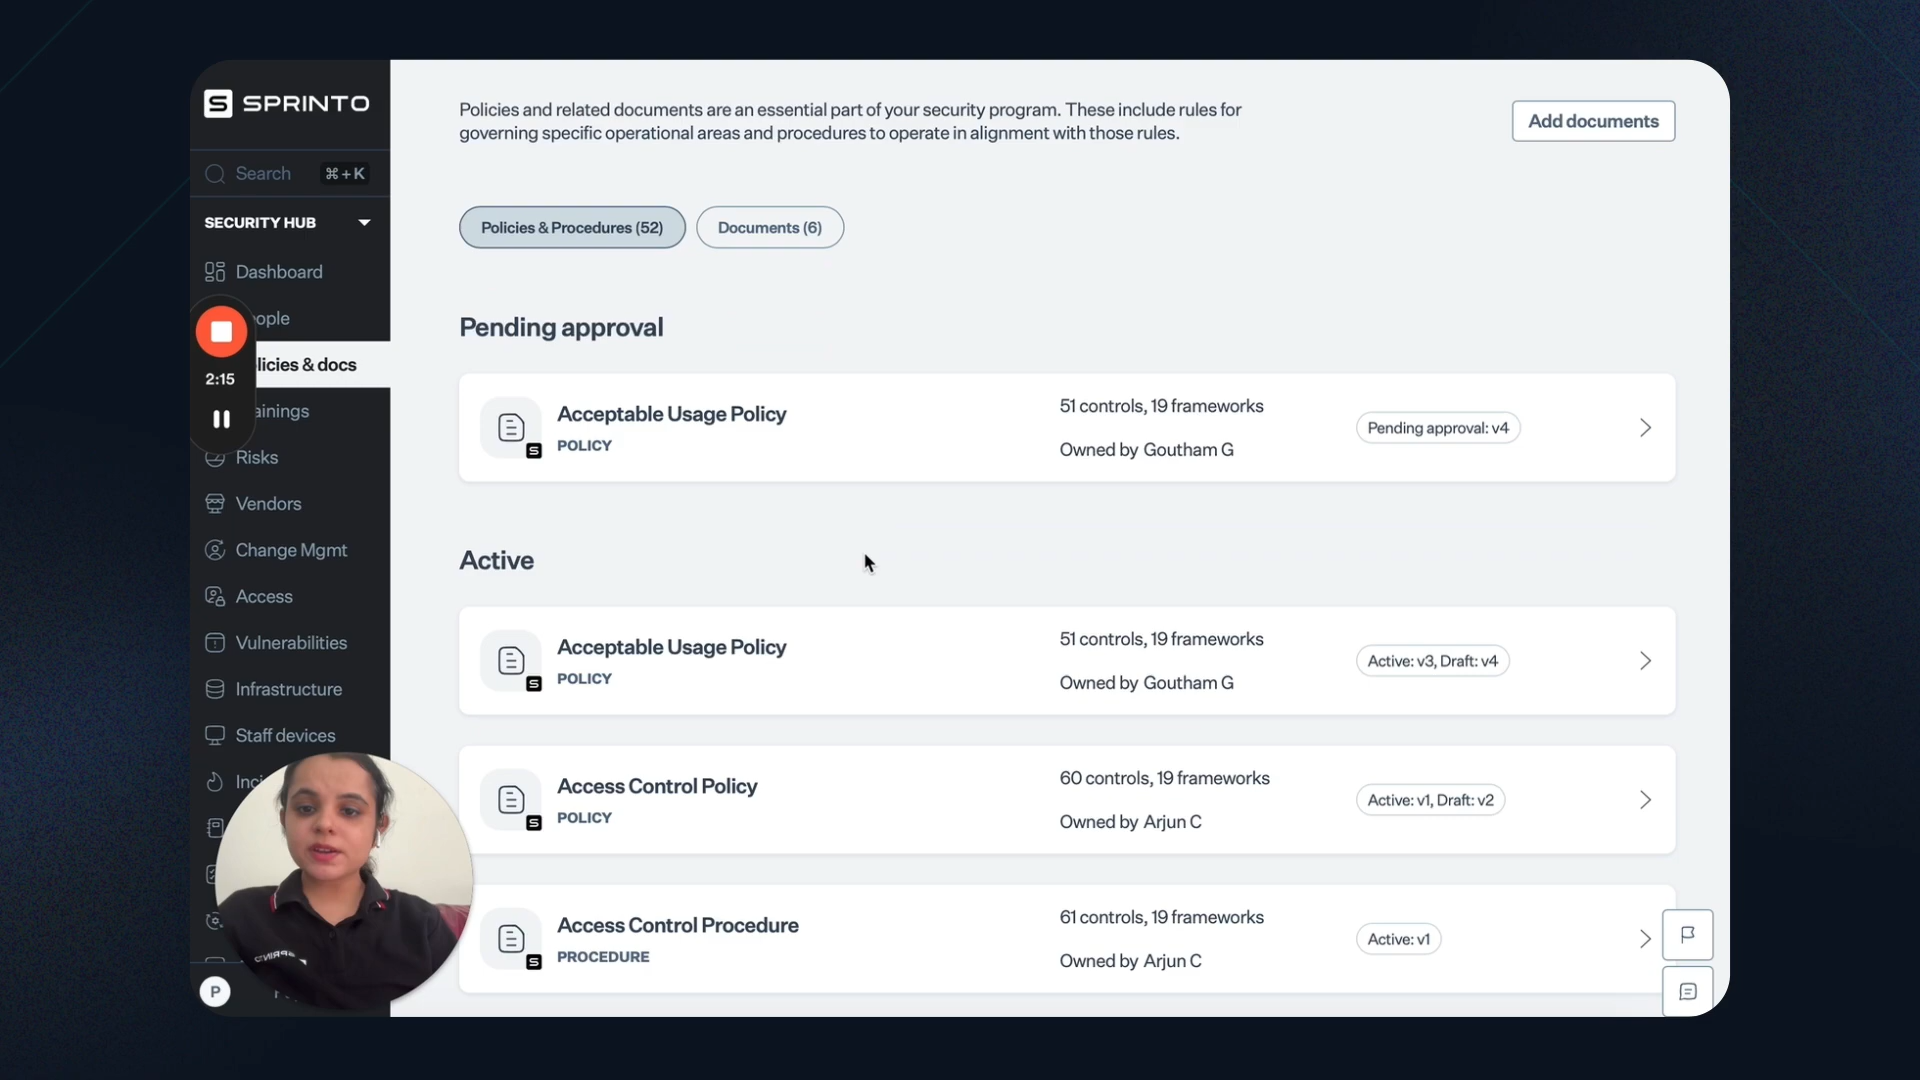 SPRINTO
Search ⌘+K
SECURITY HUB
Dashboard
ople
licies & docs
2:15
ainings
Risks
Vendors
Change Mgmt
Access
Vulnerabilities
Infrastructure
Staff devices
Inci
P
Policies and related documents are an essential part of your security program. These include rules for
governing specific operational areas and procedures to operate in alignment with those rules.
Add documents
Policies & Procedures (52)
Documents (6)
Pending approval
Acceptable Usage Policy
POLICY
51 controls, 19 frameworks
Owned by Goutham G
Pending approval: v4
Active
Acceptable Usage Policy
POLICY
51 controls, 19 frameworks
Owned by Goutham G
Active: v3, Draft: v4
Access Control Policy
POLICY
60 controls, 19 frameworks
Owned by Arjun C
Active: v1, Draft: v2
Access Control Procedure
PROCEDURE
61 controls, 19 frameworks
Owned by Arjun C
Active: v1